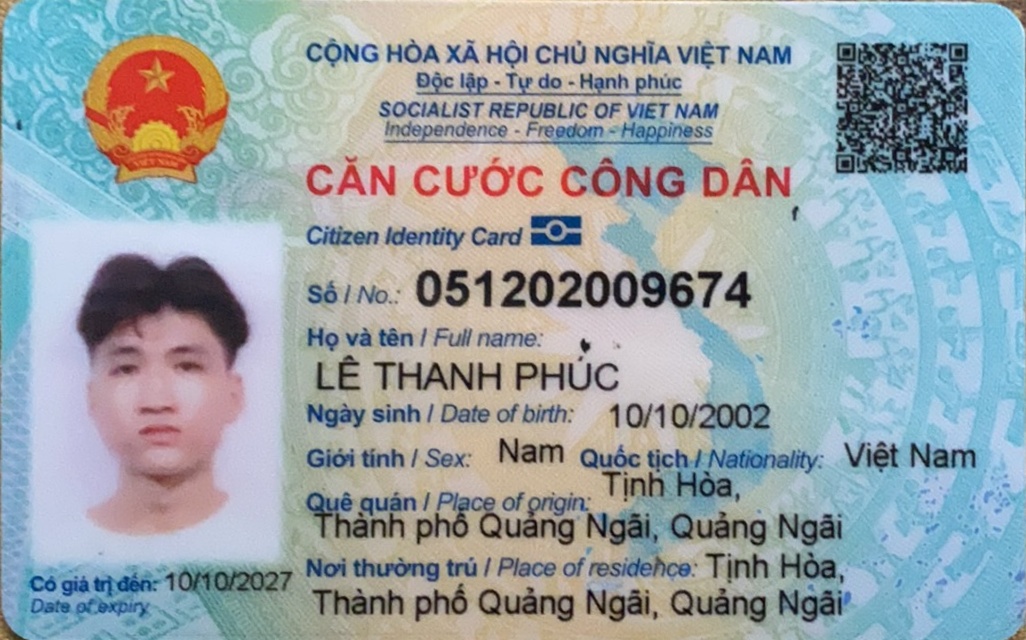 CỘNG HÒA XÃ HỘI CHỦ NGHĨA VIỆT NAM
Độc lập - Tự do - Hạnh phúc
SOCIALIST REPUBLIC OF VIET NAM
Independence - Freedom - Happiness
CĂN CƯỚC CÔNG DÂN
Citizen Identity Card
Số / No.: 051202009674
Họ và tên / Full name:
LÊ THANH PHÚC
Ngày sinh / Date of birth: 10/10/2002
Giới tính / Sex: Nam Quốc tịch / Nationality: Việt Nam
Quê quán / Place of origin: Tịnh Hòa,
Thành phố Quảng Ngãi, Quảng Ngãi
Nơi thường trú / Place of residence: Tịnh Hòa,
Thành phố Quảng Ngãi, Quảng Ngãi
Có giá trị đến: 10/10/2027
Date of expiry
VIỆT NAM